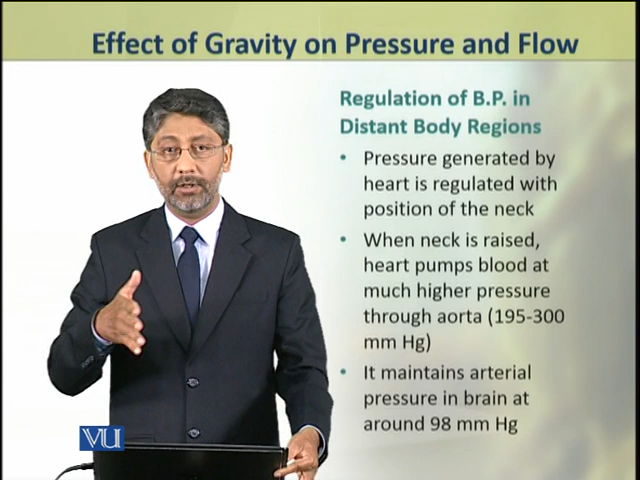 Effect of Gravity on Pressure and Flow
Regulation of B.P. in
Distant Body Regions
• Pressure generated by
heart is regulated with
position of the neck
• When neck is raised,
heart pumps blood at
much higher pressure
through aorta (195-300
mm Hg)
• It maintains arterial
pressure in brain at
around 98 mm Hg
VU